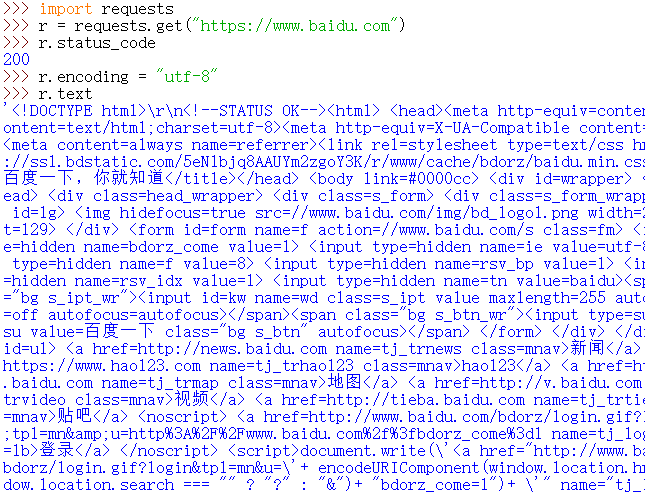 >>> import requests
>>> r = requests.get("https://www.baidu.com")
>>> r.status_code
200
>>> r.encoding = "utf-8"
>>> r.text
'<!DOCTYPE html>\r\n<!--STATUS OK--><html> <head><meta http-equiv=conten
ontent=text/html;charset=utf-8><meta http-equiv=X-UA-Compatible content=
<meta content=always name=referrer><link rel=stylesheet type=text/css hr
://ssl.bdstatic.com/5eN1bjq8AAUYm2zgoY3K/r/www/cache/bdorz/baidu.min.css
百度一下，你就知道</title></head> <body link=#0000cc> <div id=wrapper> <
ead> <div class=head_wrapper> <div class=s_form> <div class=s_form_wrapp
 id=lg> <img hidefocus=true src=//www.baidu.com/img/bd_logo1.png width=2
t=129> </div> <form id=form name=f action=//www.baidu.com/s class=fm> <i
e=hidden name=bdorz_come value=1> <input type=hidden name=ie value=utf-8
 type=hidden name=f value=8> <input type=hidden name=rsv_bp value=1> <in
=hidden name=rsv_idx value=1> <input type=hidden name=tn value=baidu><sp
="bg s_ipt_wr"><input id=kw name=wd class=s_ipt value maxlength=255 auto
=off autofocus=autofocus></span><span class="bg s_btn_wr"><input type=su
su value=百度一下 class="bg s_btn" autofocus></span> </form> </div> </di
id=u1> <a href=http://news.baidu.com name=tj_trnews class=mnav>新闻</a>
https://www.hao123.com name=tj_trhao123 class=mnav>hao123</a> <a href=ht
.baidu.com name=tj_trmap class=mnav>地图</a> <a href=http://v.baidu.com
trvideo class=mnav>视频</a> <a href=http://tieba.baidu.com name=tj_trtie
=mnav>贴吧</a> <noscript> <a href=http://www.baidu.com/bdorz/login.gif?l
;tpl=mn&amp;u=http%3A%2F%2Fwww.baidu.com%2f%3fbdorz_come%3d1 name=tj_log
=lb>登录</a> </noscript> <script>document.write(\'<a href="http://www.ba
bdorz/login.gif?login&tpl=mn&u=\'+ encodeURIComponent(window.location.hr
dow.location.search === "" ? "?" : "&")+ "bdorz_come=1")+ \'" name="tj_l